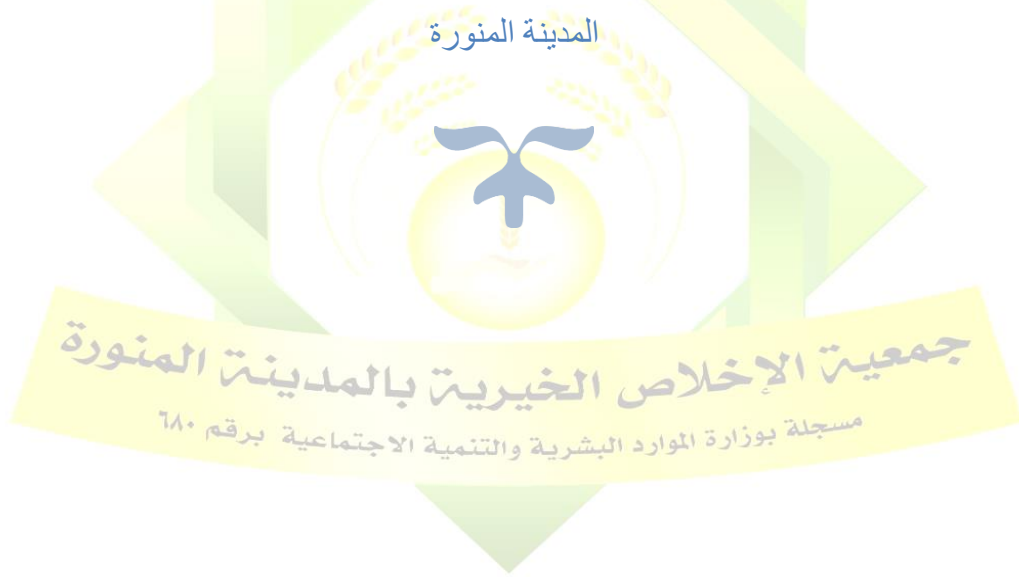 المدينة المنورة
جمعية الإخلاص الخيرية بالمدينة المنورة
مسجلة بوزارة الموارد البشرية والتنمية الاجتماعية برقم ٦٨٠